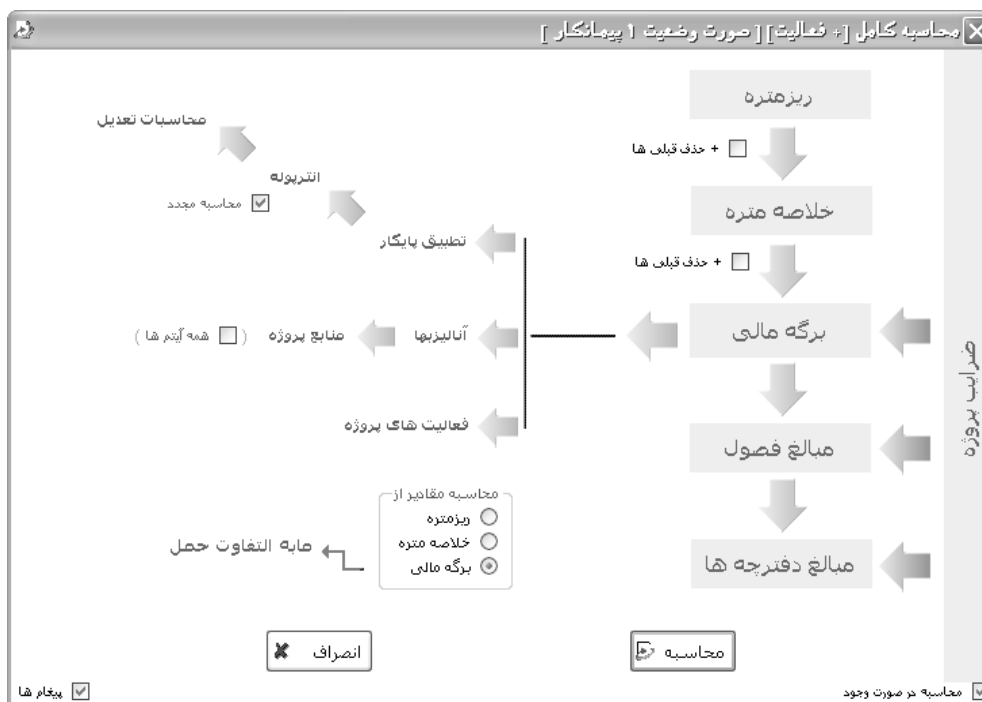 محاسبه کامل [+ فعالیت] [ صورت وضعیت ۱ پیمانکار ]
ریزمتره
+ حذف قبلی ها
خلاصه متره
+ حذف قبلی ها
برگه مالی
مبالغ فصول
مبالغ دفترچه ها
ضرایب پروژه
محاسبات تعدیل
انترپوله
محاسبه مجدد
تطبیق پایکار
آنالیزبها
منابع پروژه
( همه آیتم ها )
فعالیت های پروژه
محاسبه مقادیر از
ریزمتره
خلاصه متره
برگه مالی
مابه التفاوت حمل
محاسبه
انصراف
محاسبه در صورت وجود
پیغام ها